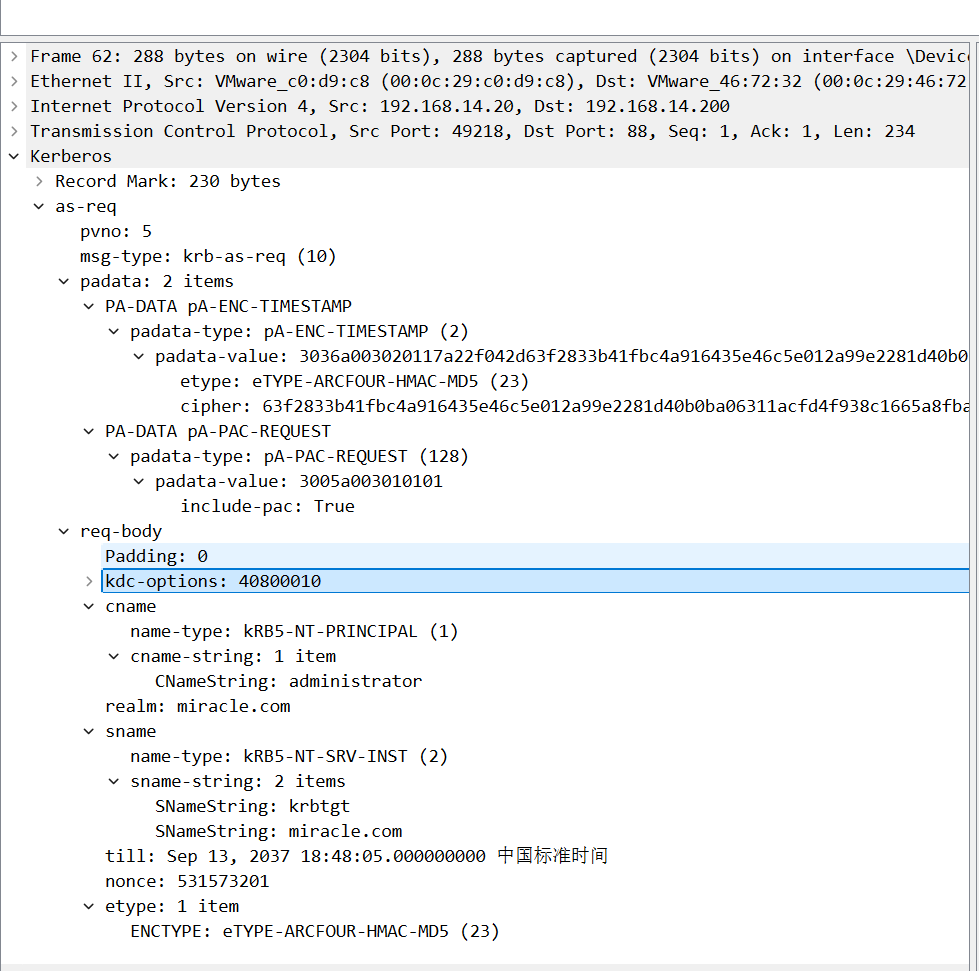 Frame 62: 288 bytes on wire (2304 bits), 288 bytes captured (2304 bits) on interface \Device
Ethernet II, Src: VMware_c0:d9:c8 (00:0c:29:c0:d9:c8), Dst: VMware_46:72:32 (00:0c:29:46:72
Internet Protocol Version 4, Src: 192.168.14.20, Dst: 192.168.14.200
Transmission Control Protocol, Src Port: 49218, Dst Port: 88, Seq: 1, Ack: 1, Len: 234
Kerberos
Record Mark: 230 bytes
as-req
pvno: 5
msg-type: krb-as-req (10)
padata: 2 items
PA-DATA pA-ENC-TIMESTAMP
padata-type: pA-ENC-TIMESTAMP (2)
padata-value: 3036a003020117a22f042d63f2833b41fbc4a916435e46c5e012a99e2281d40b0
etype: eTYPE-ARCFOUR-HMAC-MD5 (23)
cipher: 63f2833b41fbc4a916435e46c5e012a99e2281d40b0ba06311acfd4f938c1665a8fba
PA-DATA pA-PAC-REQUEST
padata-type: pA-PAC-REQUEST (128)
padata-value: 3005a003010101
include-pac: True
req-body
Padding: 0
kdc-options: 40800010
cname
name-type: kRB5-NT-PRINCIPAL (1)
cname-string: 1 item
CNameString: administrator
realm: miracle.com
sname
name-type: kRB5-NT-SRV-INST (2)
sname-string: 2 items
SNameString: krbtgt
SNameString: miracle.com
till: Sep 13, 2037 18:48:05.000000000 中国标准时间
nonce: 531573201
etype: 1 item
ENCTYPE: eTYPE-ARCFOUR-HMAC-MD5 (23)